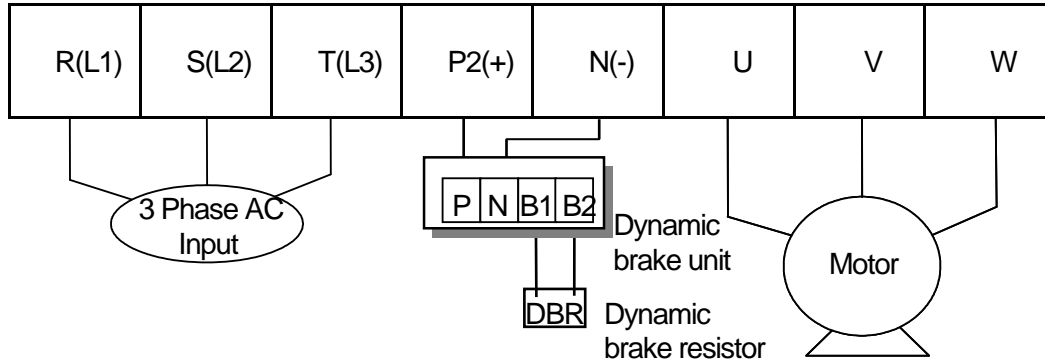 R(L1) S(L2) T(L3) P2(+) N(-) U V W
3 Phase AC
Input
P N B1 B2
Dynamic
brake unit
Motor
DBR
Dynamic
brake resistor